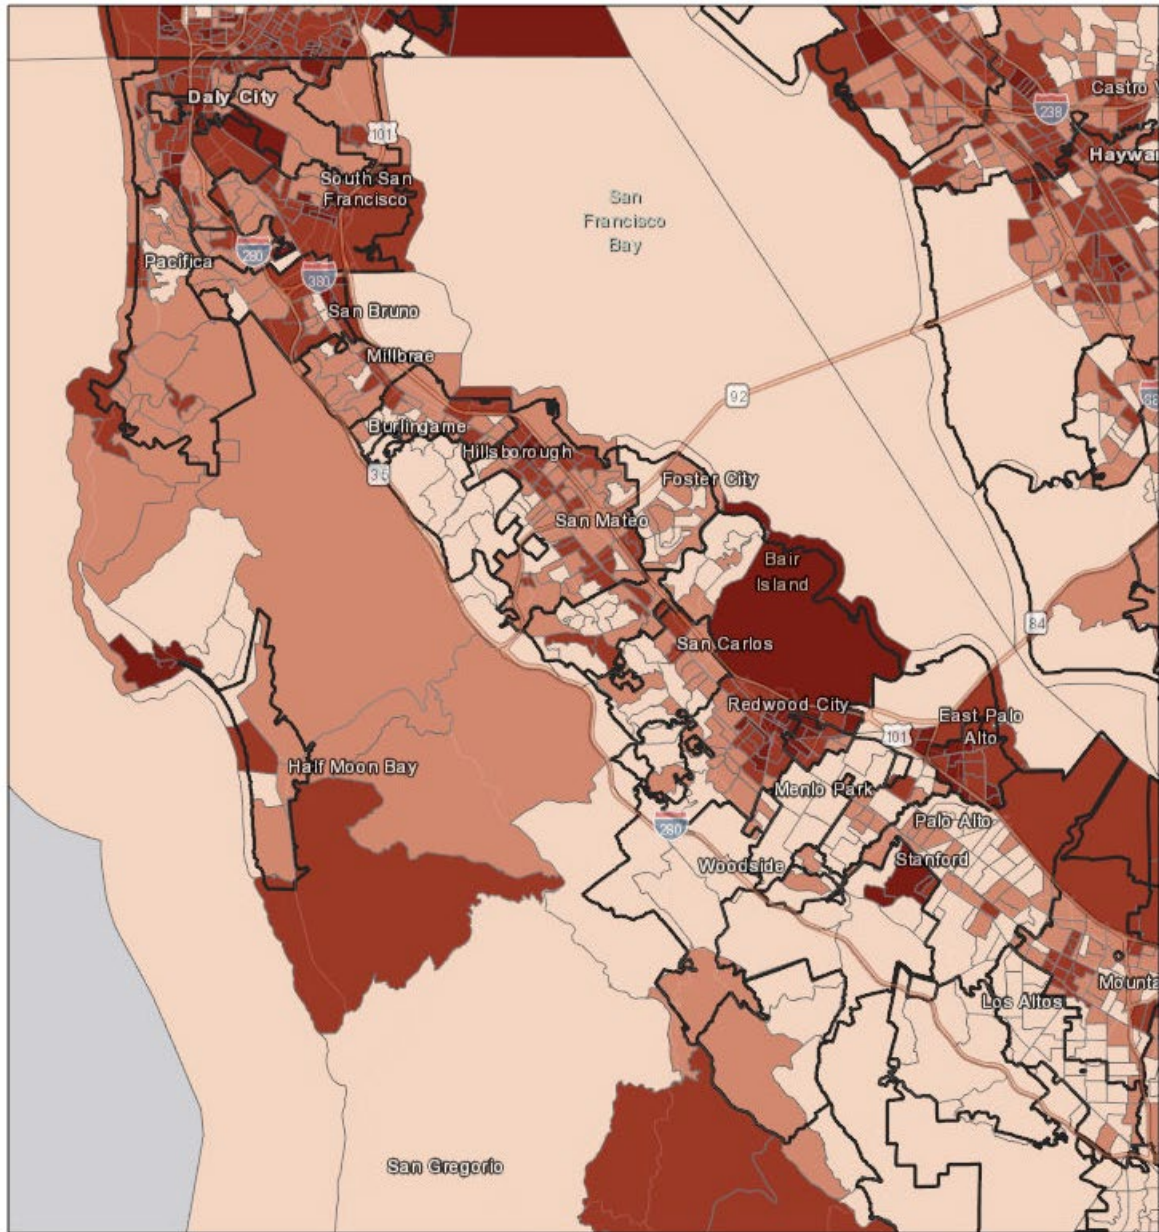 Daly City
101
Castro V
238
Haywar
South San
Francisco
San
Francisco
Bay
Pacifica
280
380
San Bruno
Millbrae
92
Burlingame
Hillsborough
35
Foster City
San Mateo
Bair
Island
84
San Carlos
Redwood City
East Palo
Alto
101
Half Moon Bay
Menlo Park
280
Palo Alto
Woodside
Stanford
Los Altos
Mounta
San Gregorio